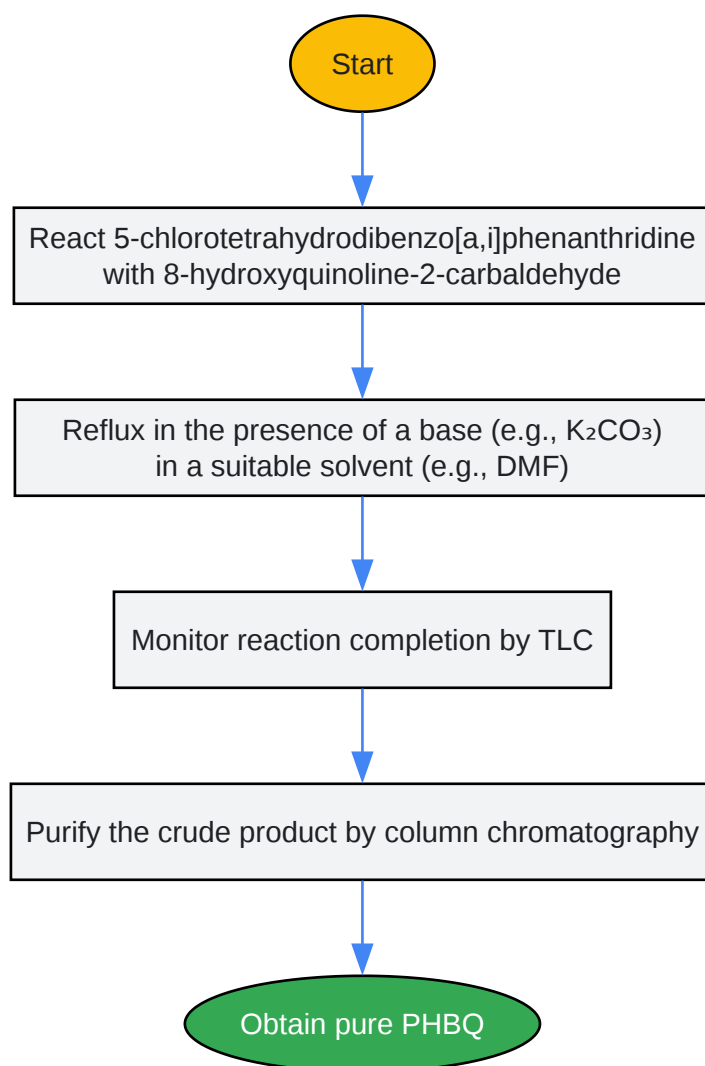 Start
React 5-chlorotetrahydrodibenzo[a,i]phenanthridine
with 8-hydroxyquinoline-2-carbaldehyde
Reflux in the presence of a base (e.g., K₂CO₃)
in a suitable solvent (e.g., DMF)
Monitor reaction completion by TLC
Purify the crude product by column chromatography
Obtain pure PHBQ